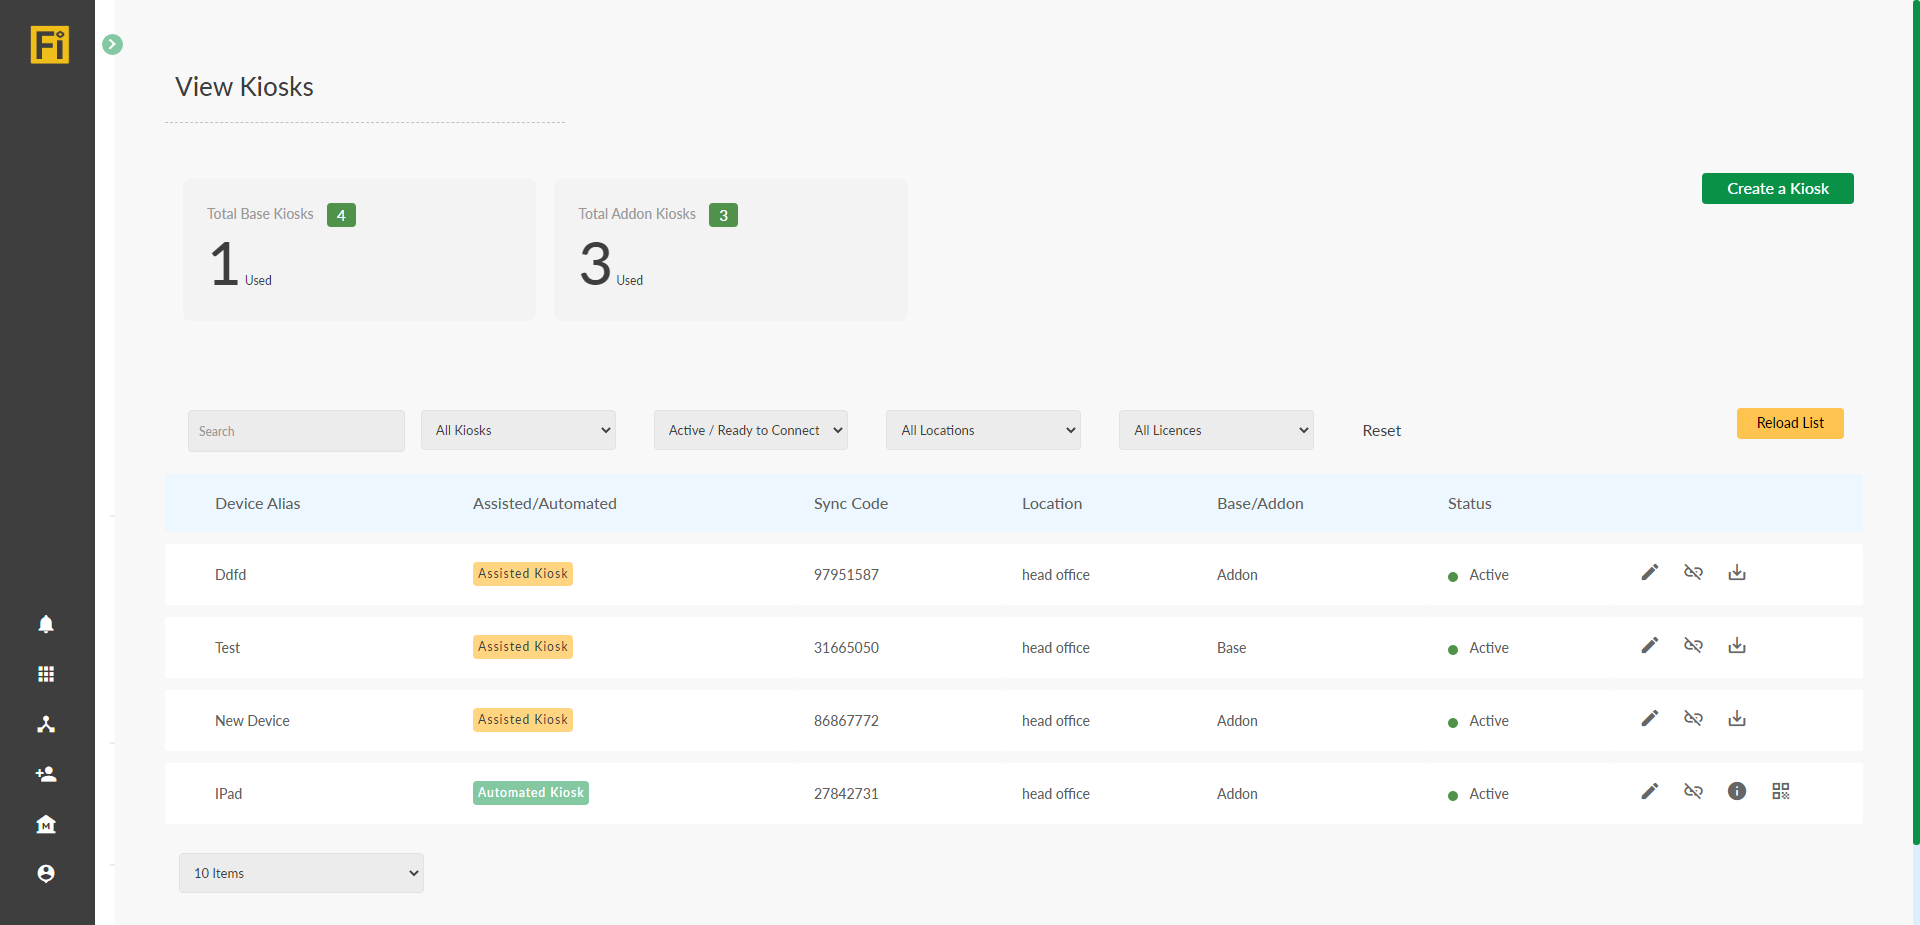 Fi
View Kiosks
Create a Kiosk
Total Base Kiosks 4
1 Used
Total Addon Kiosks 3
3 Used
Search
All Kiosks
Active / Ready to Connect
All Locations
All Licences
Reset
Reload List
Device Alias Assisted/Automated Sync Code Location Base/Addon Status
Ddfd Assisted Kiosk 97951587 head office Addon Active
Test Assisted Kiosk 31665050 head office Base Active
New Device Assisted Kiosk 86867772 head office Addon Active
IPad Automated Kiosk 27842731 head office Addon Active
M
10 Items